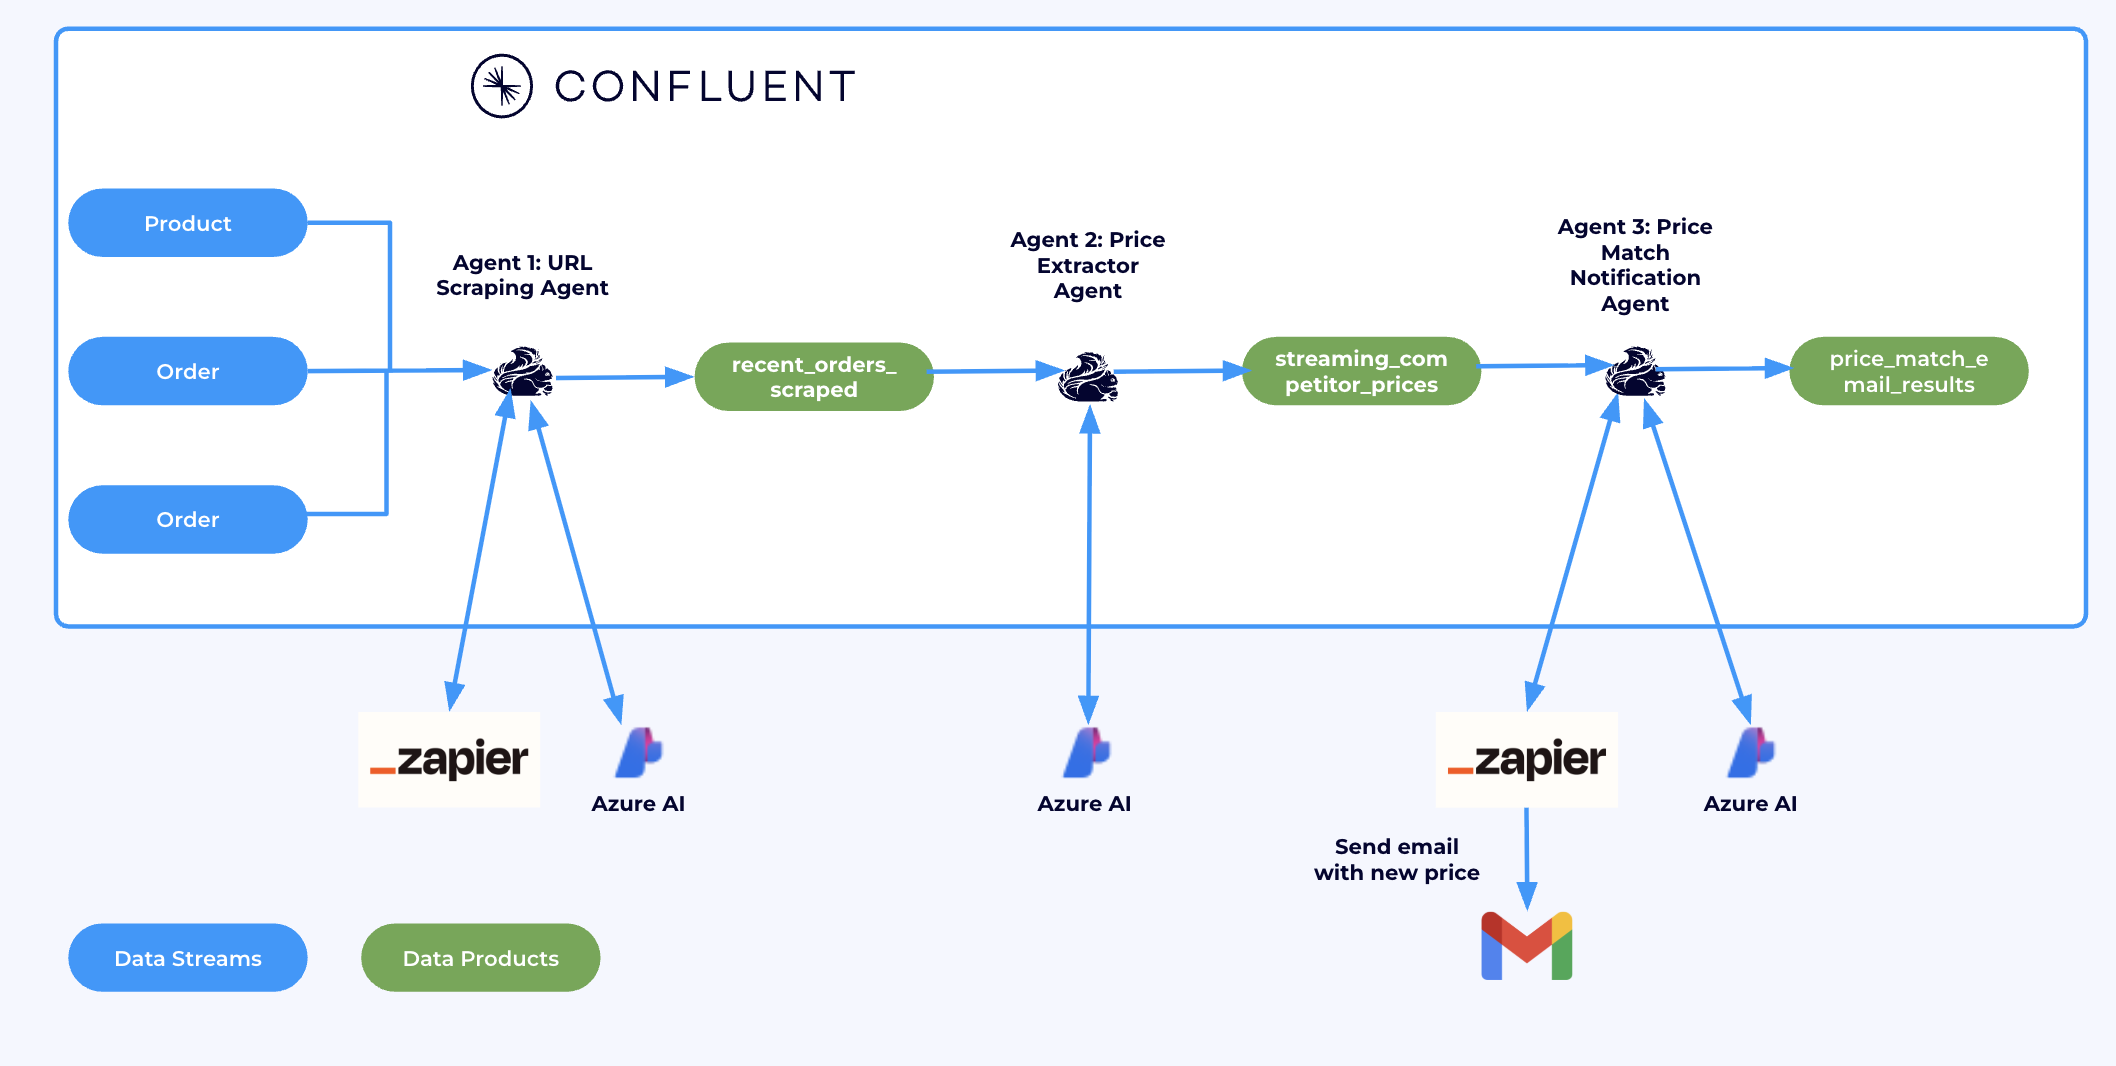 CONFLUENT
Product
Order
Order
Agent 1: URL
Scraping Agent
recent_orders_
scraped
Agent 2: Price
Extractor
Agent
streaming_com
petitor_prices
Agent 3: Price
Match
Notification
Agent
price_match_e
mail_results
_zapier
Azure AI
Azure AI
_zapier
Azure AI
Send email
with new price
Data Streams
Data Products